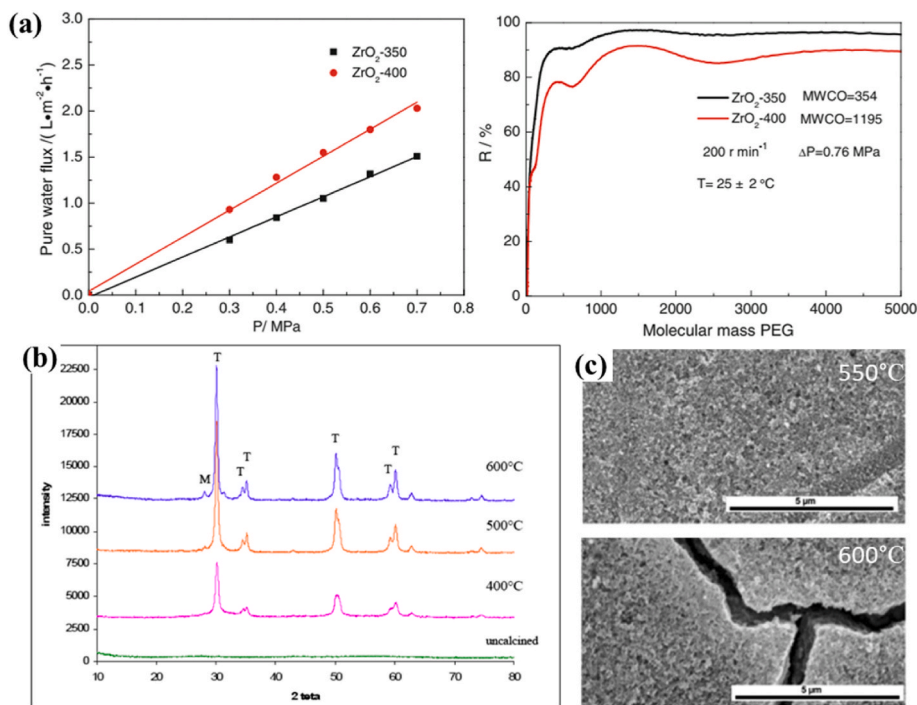 (a)
3.0
2.5
2.0
1.5
1.0
0.5
0.0
Pure water flux /( L•m⁻²•h⁻¹)
ZrO₂-350
ZrO₂-400
0.0 0.1 0.2 0.3 0.4 0.5 0.6 0.7 0.8
P/ MPa
100
80
60
40
20
0
R / %
ZrO₂-350 MWCO=354
ZrO₂-400 MWCO=1195
200 r min⁻¹ ΔP=0.76 MPa
T= 25 ± 2 °C
0 1000 2000 3000 4000 5000
Molecular mass PEG
(b)
22500
20000
17500
15000
12500
10000
7500
5000
2500
0
intensity
T
M
T
T
T
T
T
600°C
500°C
400°C
uncalcined
10 20 30 40 50 60 70 80
2 teta
(c)
550°C
5 µm
600°C
5 µm